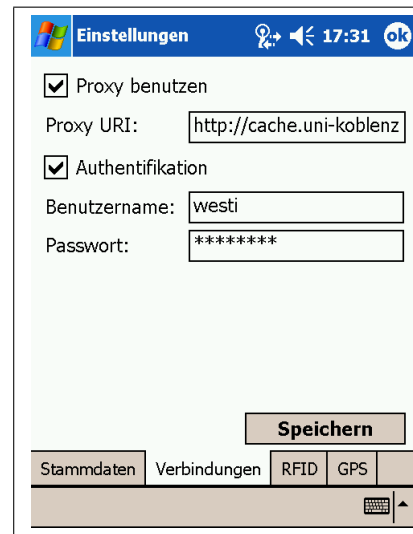 Einstellungen 17:31 ok
Proxy benutzen
Proxy URI: http://cache.uni-koblenz
Authentifikation
Benutzername: westi
Passwort: ********
Speichern
Stammdaten Verbindungen RFID GPS